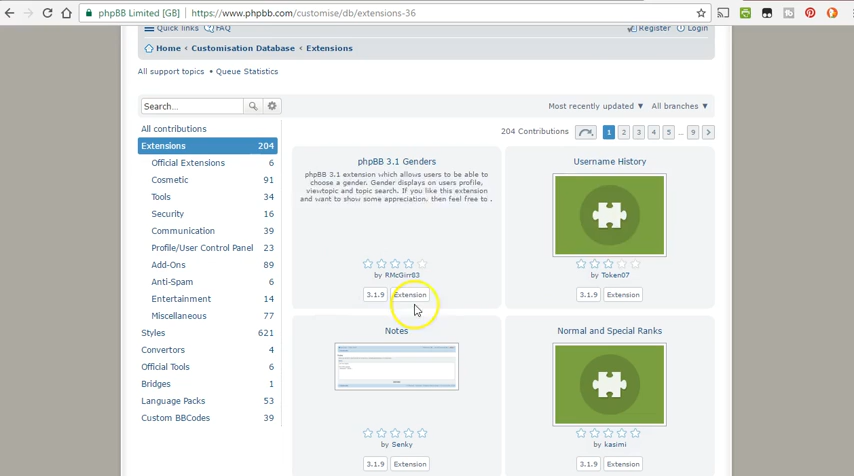 phpBB Limited [GB] https://www.phpbb.com/customise/db/extensions-36
Quick links FAQ Register Login
Home ‹ Customisation Database ‹ Extensions
All support topics • Queue Statistics
Search... Most recently updated ▼ All branches ▼
204 Contributions 1 2 3 4 5 ... 9
All contributions
Extensions 204
Official Extensions 6
Cosmetic 91
Tools 34
Security 16
Communication 39
Profile/User Control Panel 23
Add-Ons 89
Anti-Spam 6
Entertainment 14
Miscellaneous 77
Styles 621
Convertors 4
Official Tools 6
Bridges 1
Language Packs 53
Custom BBCodes 39
phpBB 3.1 Genders
phpBB 3.1 extension which allows users to be able to
choose a gender. Gender displays on users profile,
viewtopic and topic search. If you like this extension
and want to show some appreciation, then feel free to .
by RMcGirr83
3.1.9 Extension
Username History
by Token07
3.1.9 Extension
Notes
by Senky
3.1.9 Extension
Normal and Special Ranks
by kasimi
3.1.9 Extension